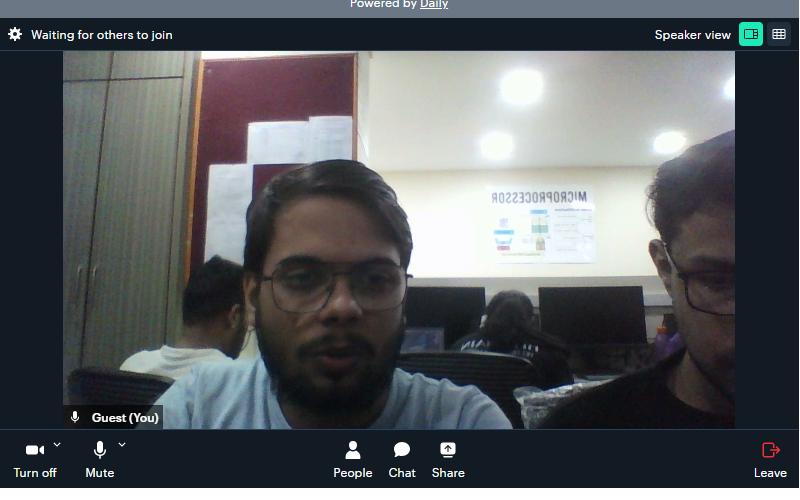 Powered by Daily
Waiting for others to join
Speaker view
MICROPROCESSOR
Guest (You)
Turn off
Mute
People
Chat
Share
Leave